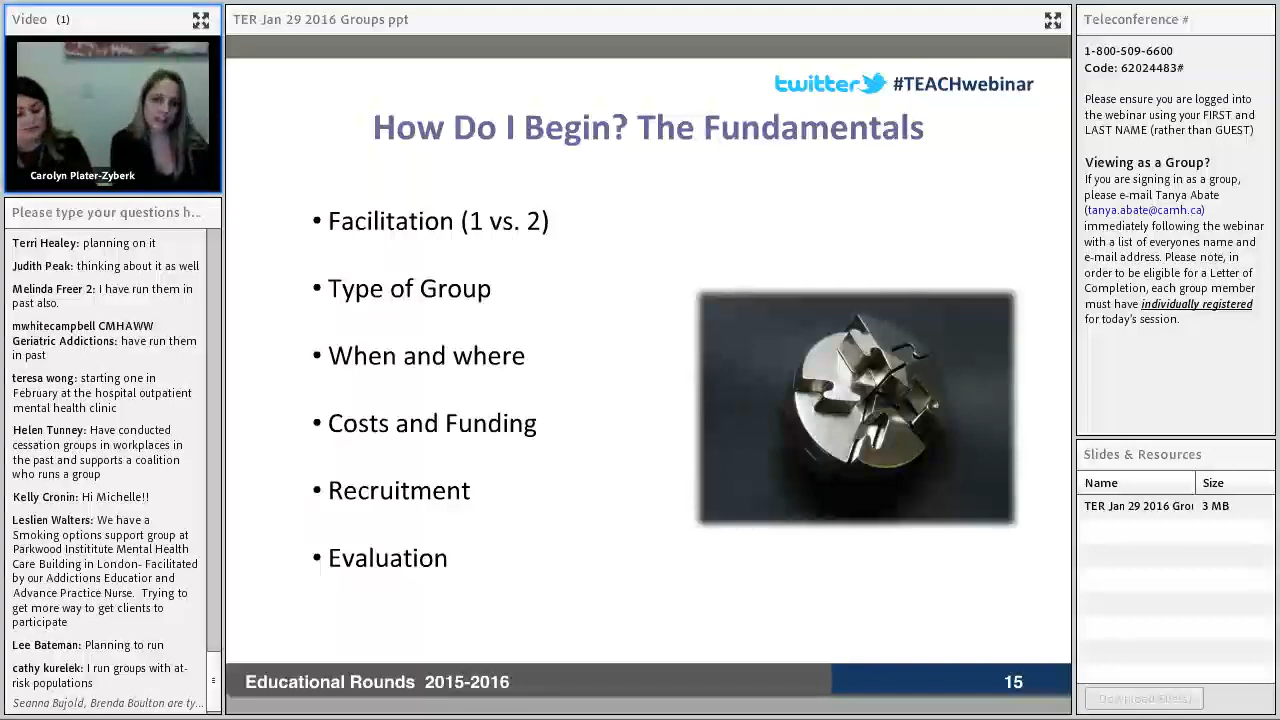 Video (1)
Carolyn Plater-Zyberk
Please type your questions h...
Terri Healey: planning on it
Judith Peak: thinking about it as well
Melinda Freer 2: I have run them in
past also.
mwhitecampbell CMHAWW
Geriatric Addictions: have run them
in past
teresa wong: starting one in
February at the hospital outpatient
mental health clinic
Helen Tunney: Have conducted
cessation groups in workplaces in
the past and supports a coalition
who runs a group
Kelly Cronin: Hi Michelle!!
Leslien Walters: We have a
Smoking options support group at
Parkwood Instititute Mental Health
Care Building in London- Facilitated
by our Addictions Educatior and
Advance Practice Nurse. Trying to
get more way to get clients to
participate
Lee Bateman: Planning to run
cathy kurelek: I run groups with at-
risk populations
Seanna Bujold, Brenda Boulton are ty...
TER Jan 29 2016 Groups ppt
twitter #TEACHwebinar
How Do I Begin? The Fundamentals
• Facilitation (1 vs. 2)
• Type of Group
• When and where
• Costs and Funding
• Recruitment
• Evaluation
Educational Rounds 2015-2016
15
Teleconference #
1-800-509-6600
Code: 62024483#
Please ensure you are logged into
the webinar using your FIRST and
LAST NAME (rather than GUEST)
Viewing as a Group?
If you are signing in as a group,
please e-mail Tanya Abate
(tanya.abate@camh.ca)
immediately following the webinar
with a list of everyones name and
e-mail address. Please note, in
order to be eligible for a Letter of
Completion, each group member
must have individually registered
for today's session.
Slides & Resources
Name Size
TER Jan 29 2016 Grou 3 MB
Download File(s)